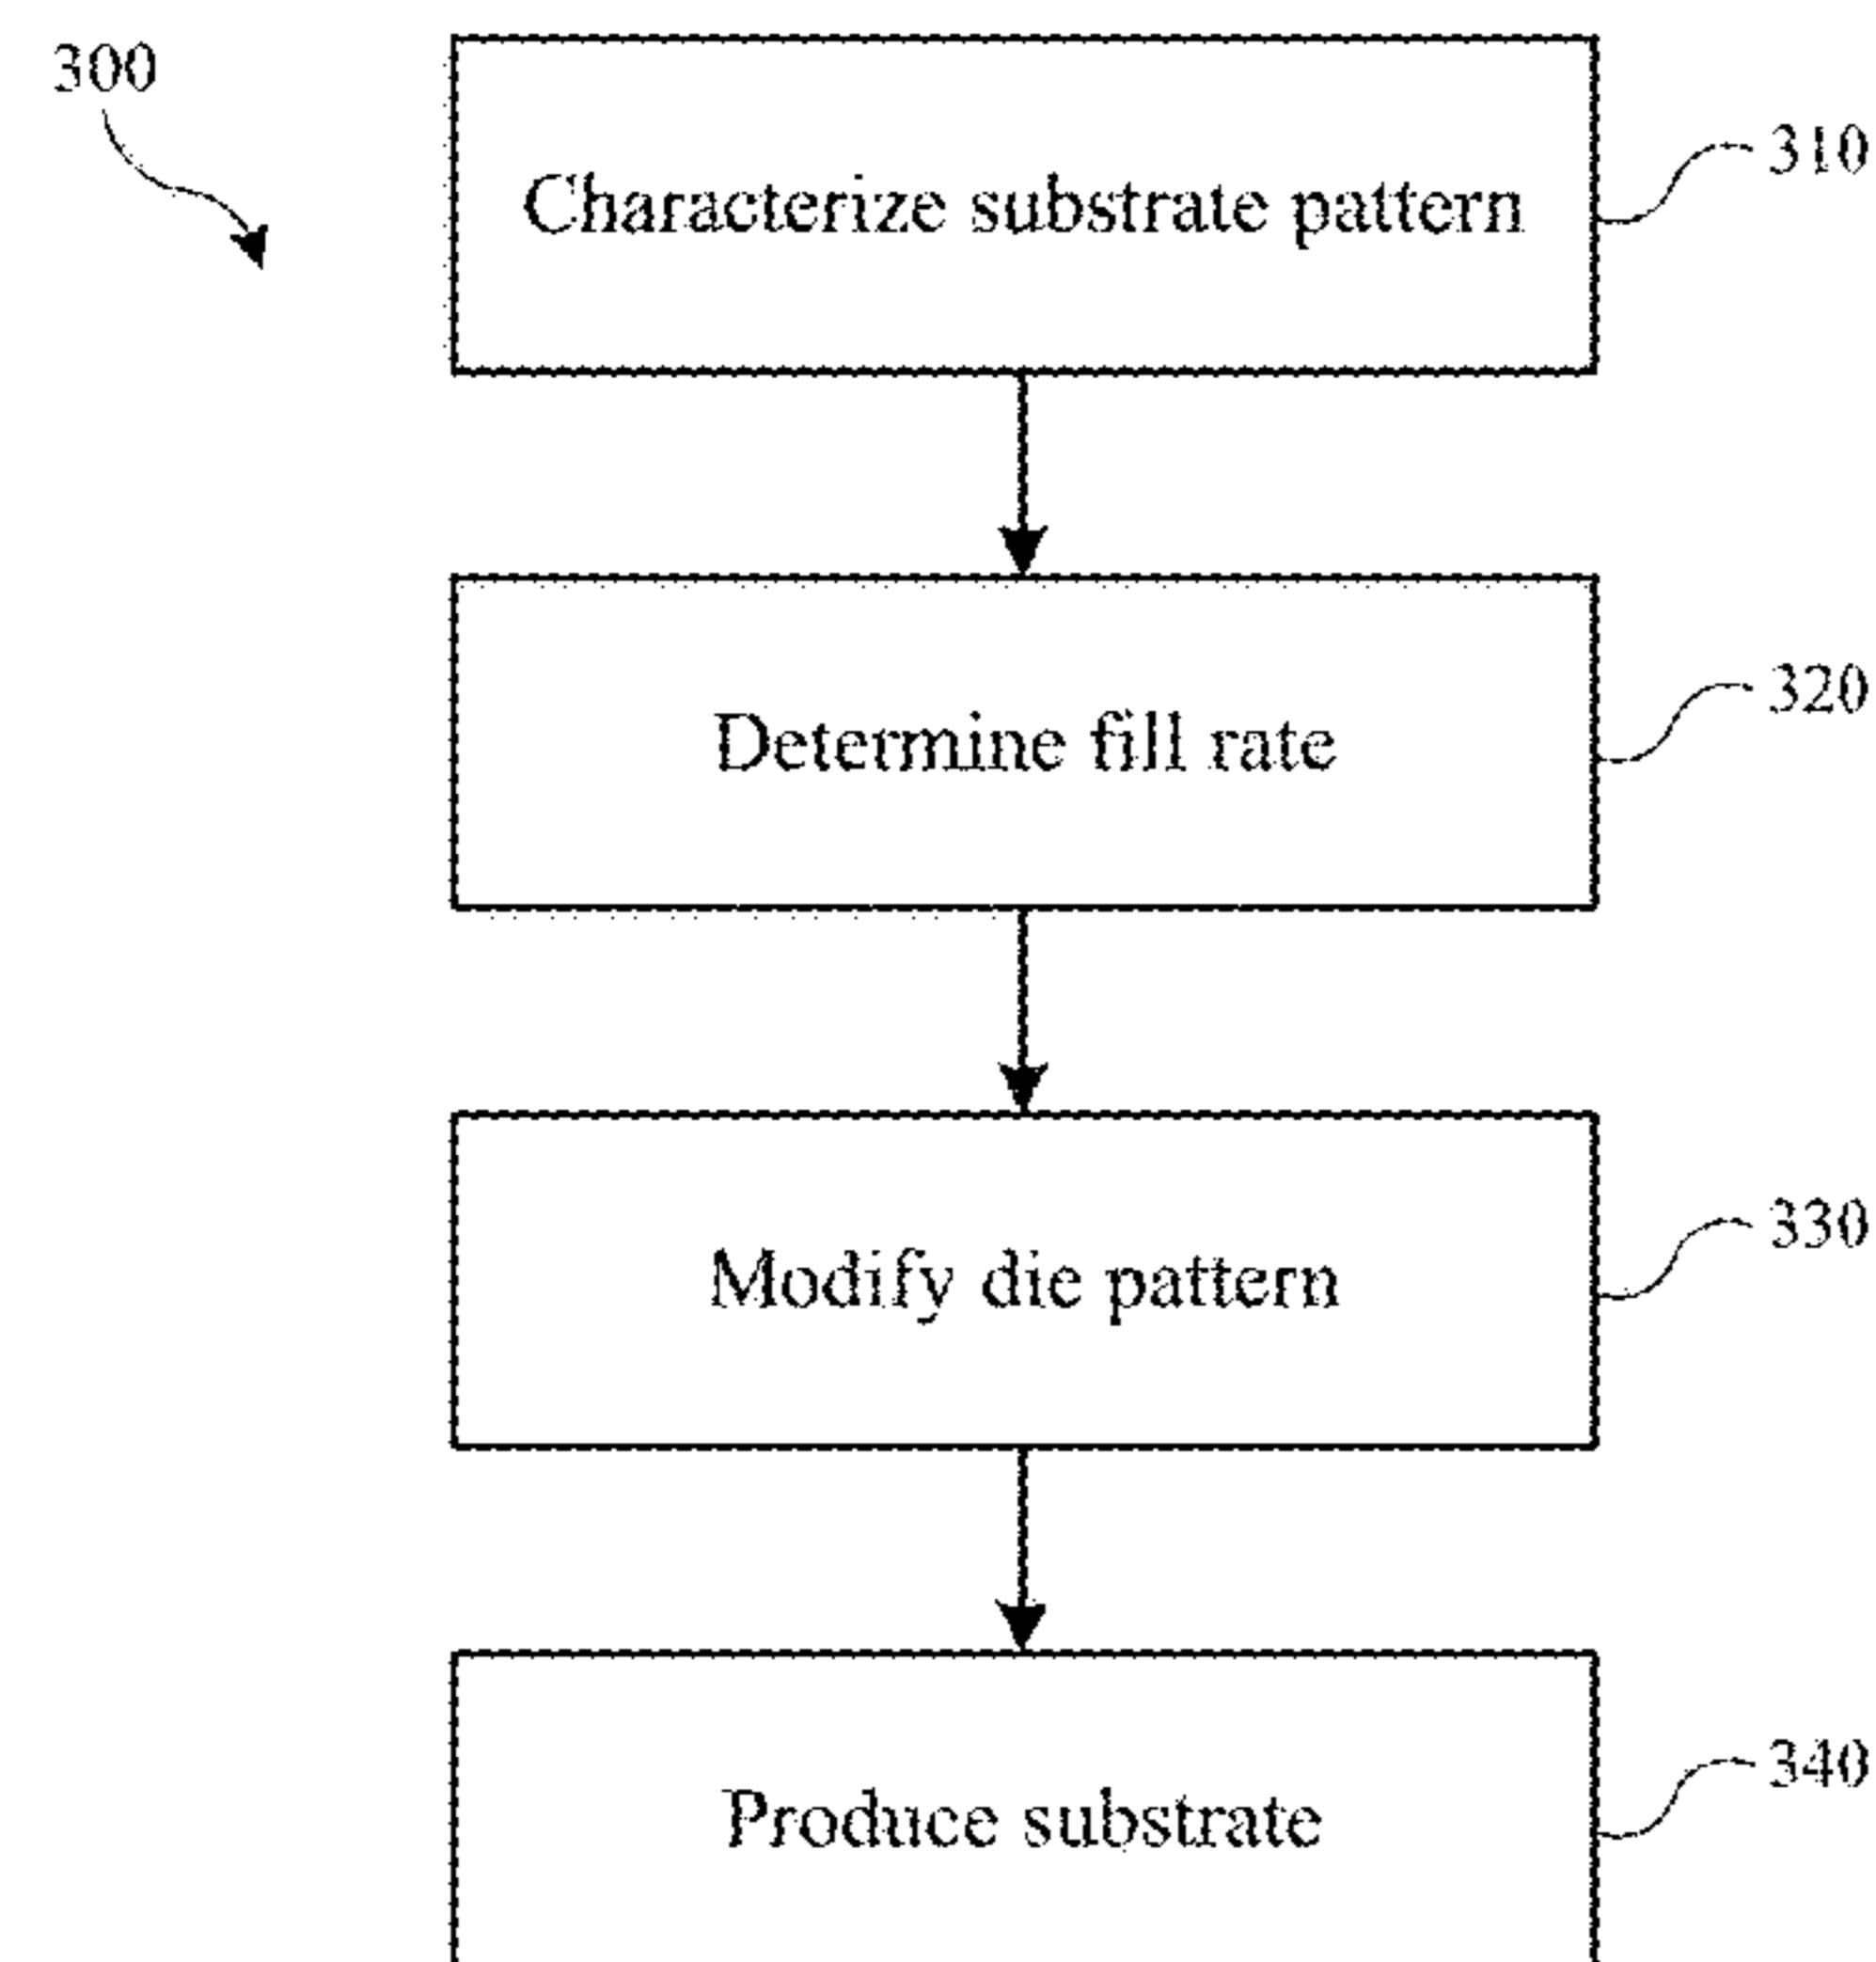 300
Characterize substrate pattern
310
Determine fill rate
320
Modify die pattern
330
Produce substrate
340